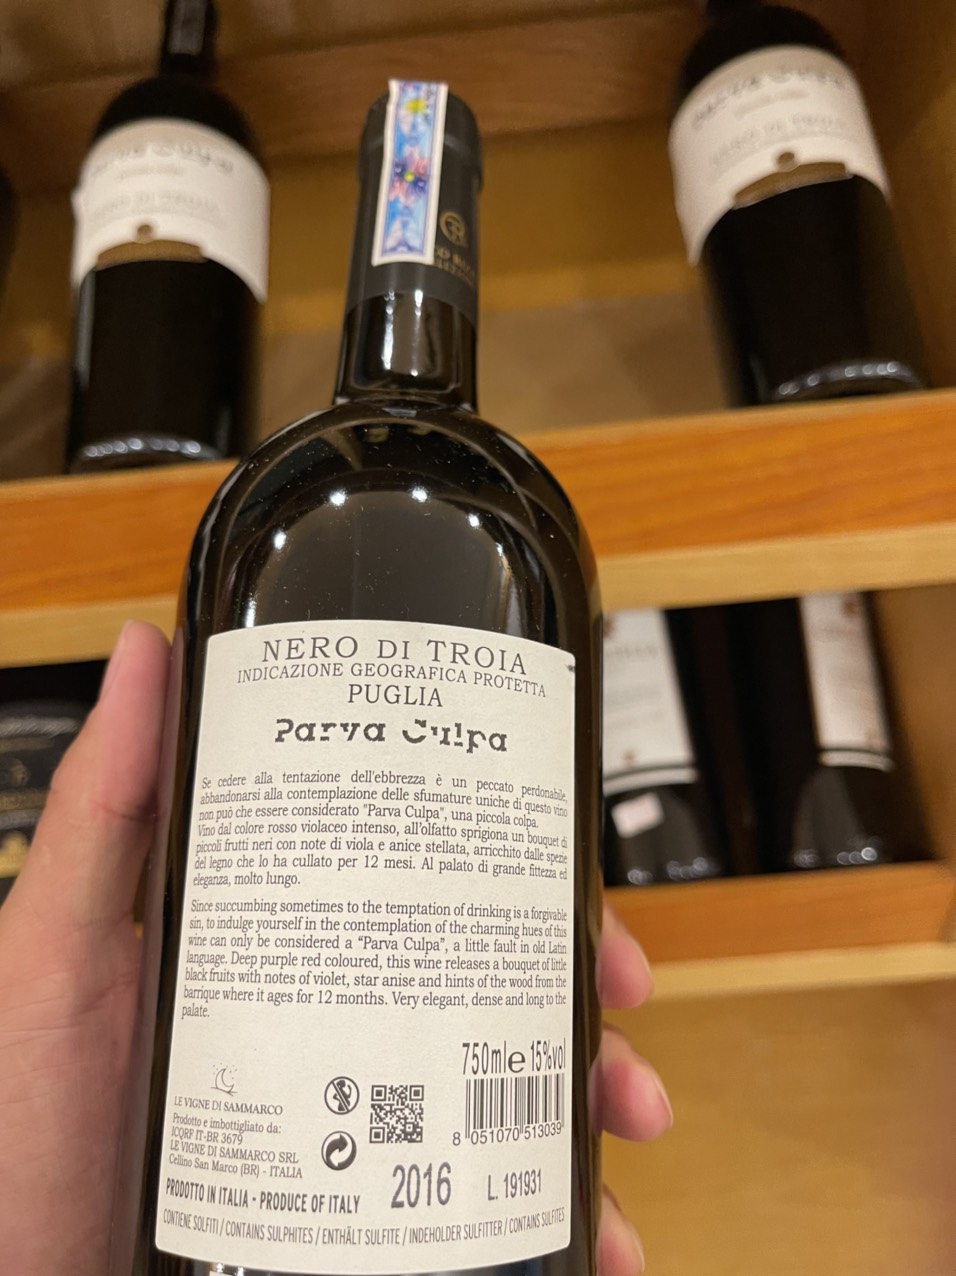 NERO DI TROIA
INDICAZIONE GEOGRAFICA PROTETTA
PUGLIA
Parva Culpa
Se cedere alla tentazione dell'ebbrezza è un peccato perdonabile,
abbandonarsi alla contemplazione delle sfumature uniche di questo vino
non può che essere considerato "Parva Culpa", una piccola colpa.
Vino dal colore rosso violaceo intenso, all'olfatto sprigiona un bouquet di
piccoli frutti neri con note di viola e anice stellata, arricchito dalle spezie
del legno che lo ha cullato per 12 mesi. Al palato di grande fittezza ed
eleganza, molto lungo.
Since succumbing sometimes to the temptation of drinking is a forgivable
sin, to indulge yourself in the contemplation of the charming hues of this
wine can only be considered a “Parva Culpa”, a little fault in old Latin
language. Deep purple red coloured, this wine releases a bouquet of little
black fruits with notes of violet, star anise and hints of the wood from the
barrique where it ages for 12 months. Very elegant, dense and long to the
palate.
750ml e 15%vol
LE VIGNE DI SAMMARCO
Prodotto e imbottigliato da:
ICQRF IT-BR 3679
LE VIGNE DI SAMMARCO SRL
Cellino San Marco (BR) - ITALIA
8 051070 513039
PRODOTTO IN ITALIA - PRODUCE OF ITALY
2016
L. 191931
CONTIENE SOLFITI / CONTAINS SULPHITES / ENTHÄLT SULFITE / INDEHOLDER SULFITTER / CONTAINS SULFITES
NERO DI TROIA